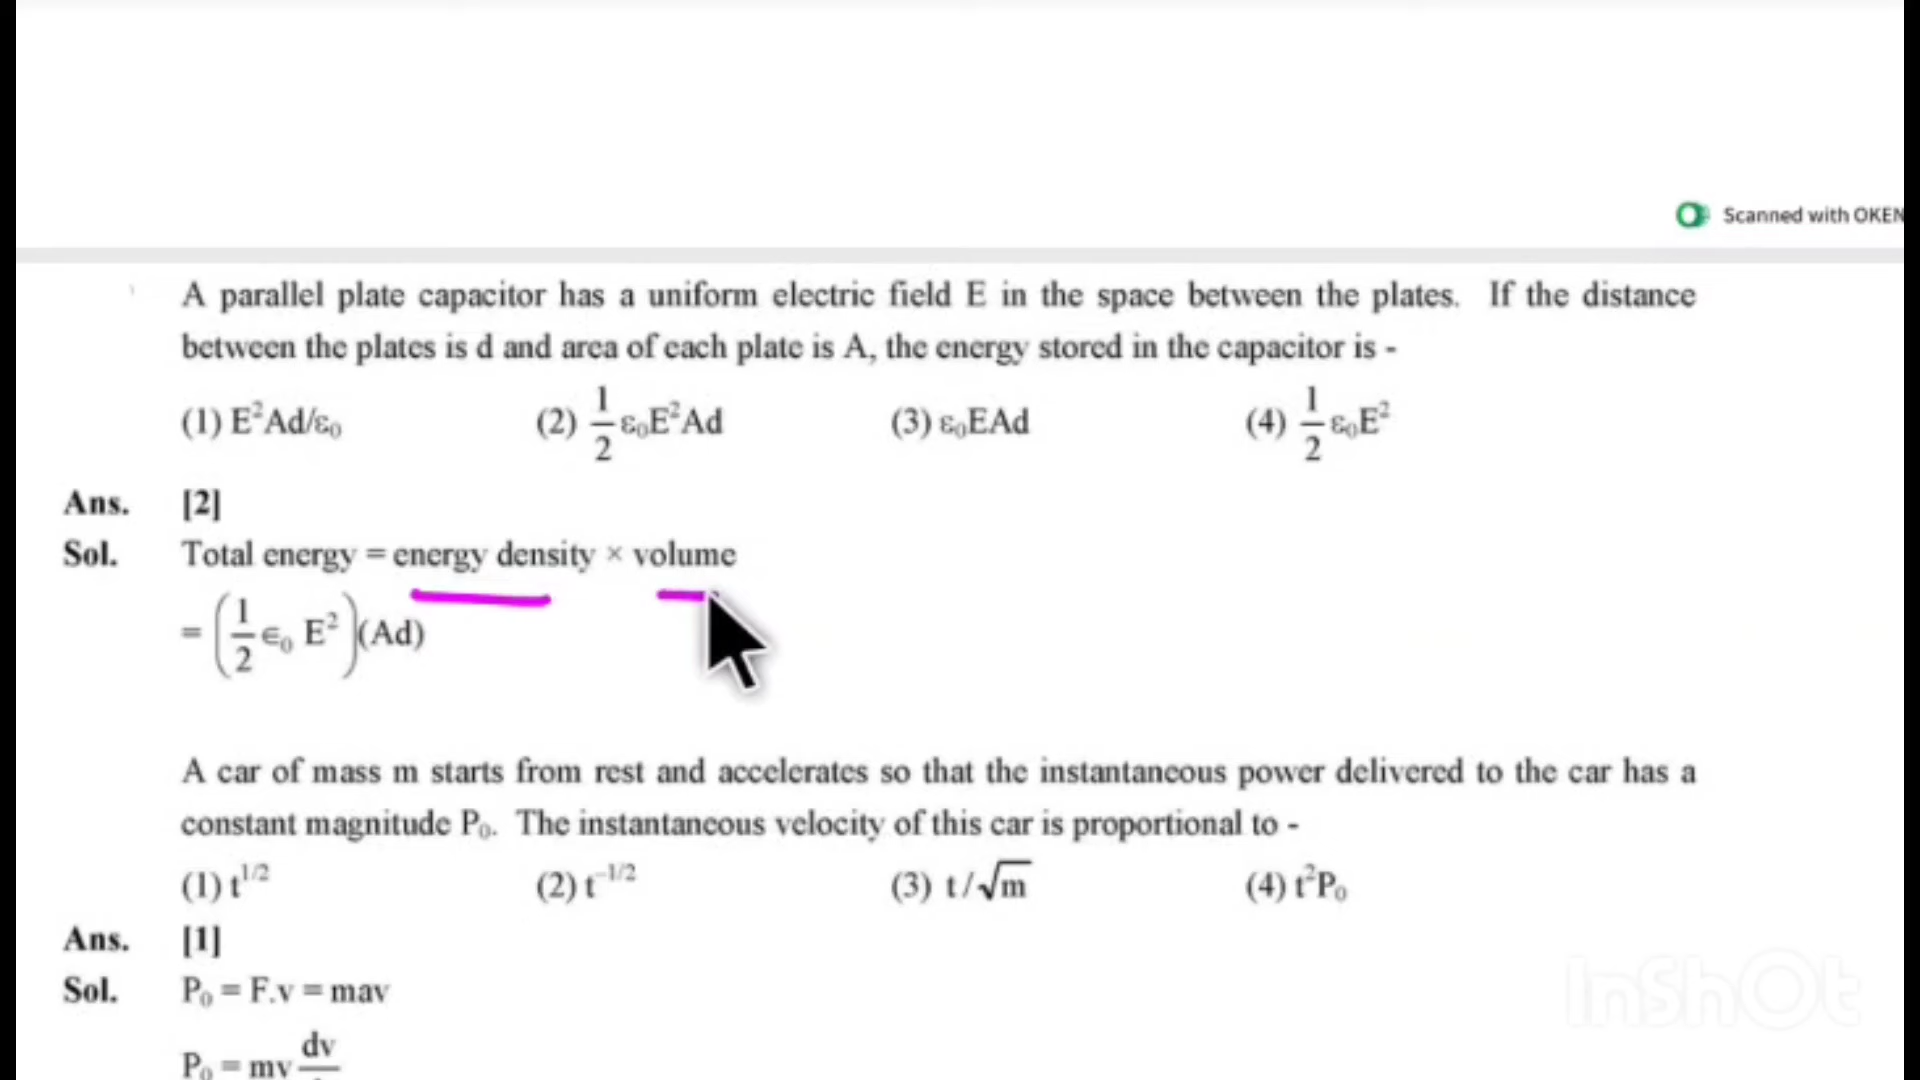 Scanned with OKEN
A parallel plate capacitor has a uniform electric field E in the space between the plates. If the distance
between the plates is d and area of each plate is A, the energy stored in the capacitor is -
(1) E²Ad/ε₀ (2) 1/2 ε₀E²Ad (3) ε₀EAd (4) 1/2 ε₀E²
Ans. [2]
Sol. Total energy = energy density × volume
= (1/2 ∈₀ E²)(Ad)
A car of mass m starts from rest and accelerates so that the instantaneous power delivered to the car has a
constant magnitude P₀. The instantaneous velocity of this car is proportional to -
(1) t^1/2 (2) t^-1/2 (3) t/√m (4) t²P₀
Ans. [1]
Sol. P₀ = F.v = mav
P₀ = mv dv
InShOt